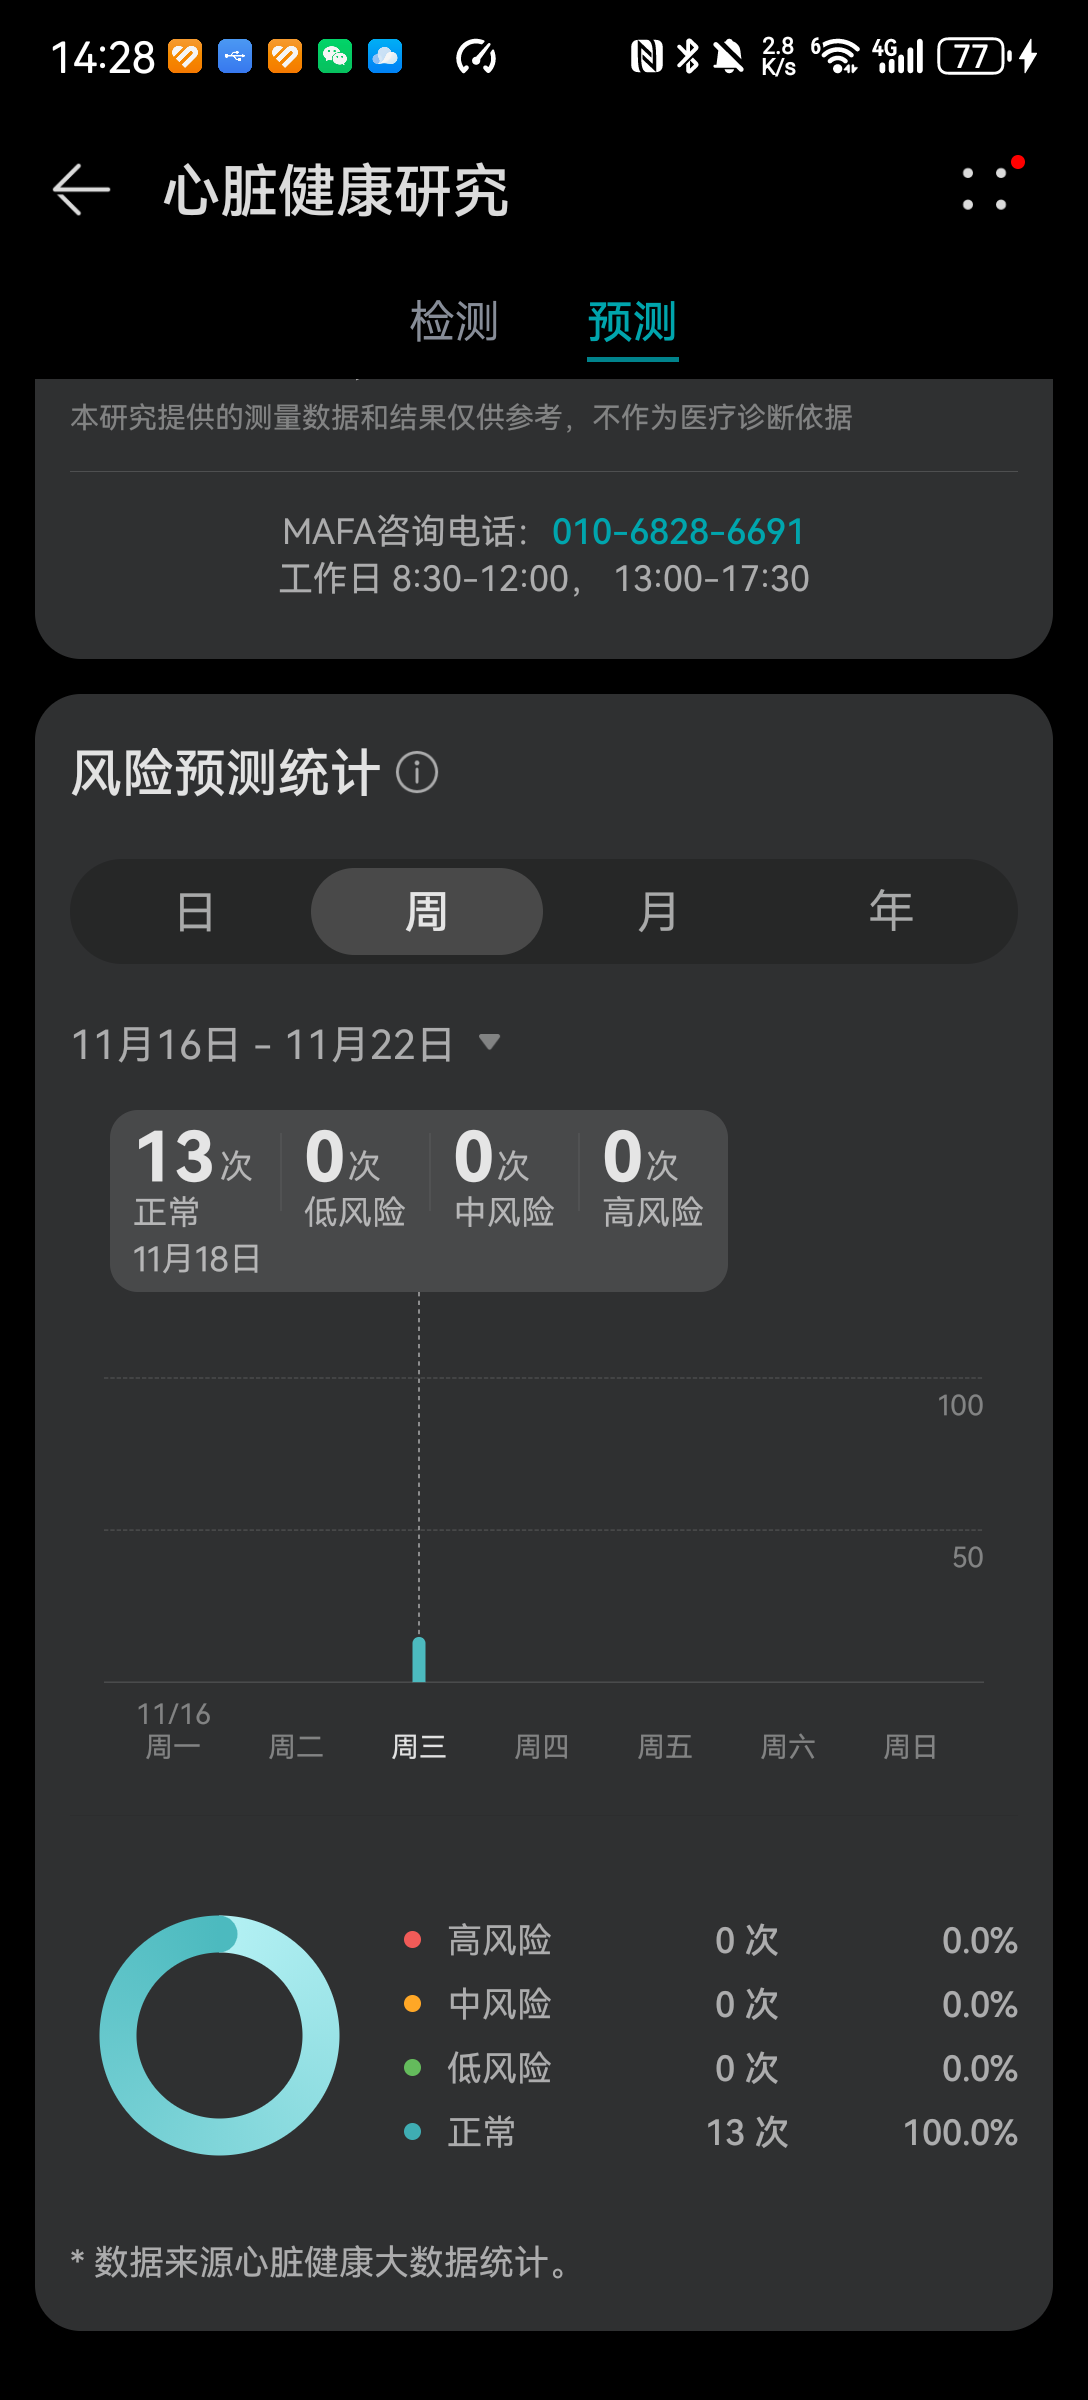 14:28
2.8 K/s
6
4G
77
心脏健康研究
检测 预测
本研究提供的测量数据和结果仅供参考，不作为医疗诊断依据
MAFA咨询电话：010-6828-6691
工作日 8:30-12:00， 13:00-17:30
风险预测统计
日 周 月 年
11月16日 - 11月22日
13次 0次 0次 0次
正常 低风险 中风险 高风险
11月18日
100
50
11/16
周一 周二 周三 周四 周五 周六 周日
高风险 0 次 0.0%
中风险 0 次 0.0%
低风险 0 次 0.0%
正常 13 次 100.0%
* 数据来源心脏健康大数据统计。